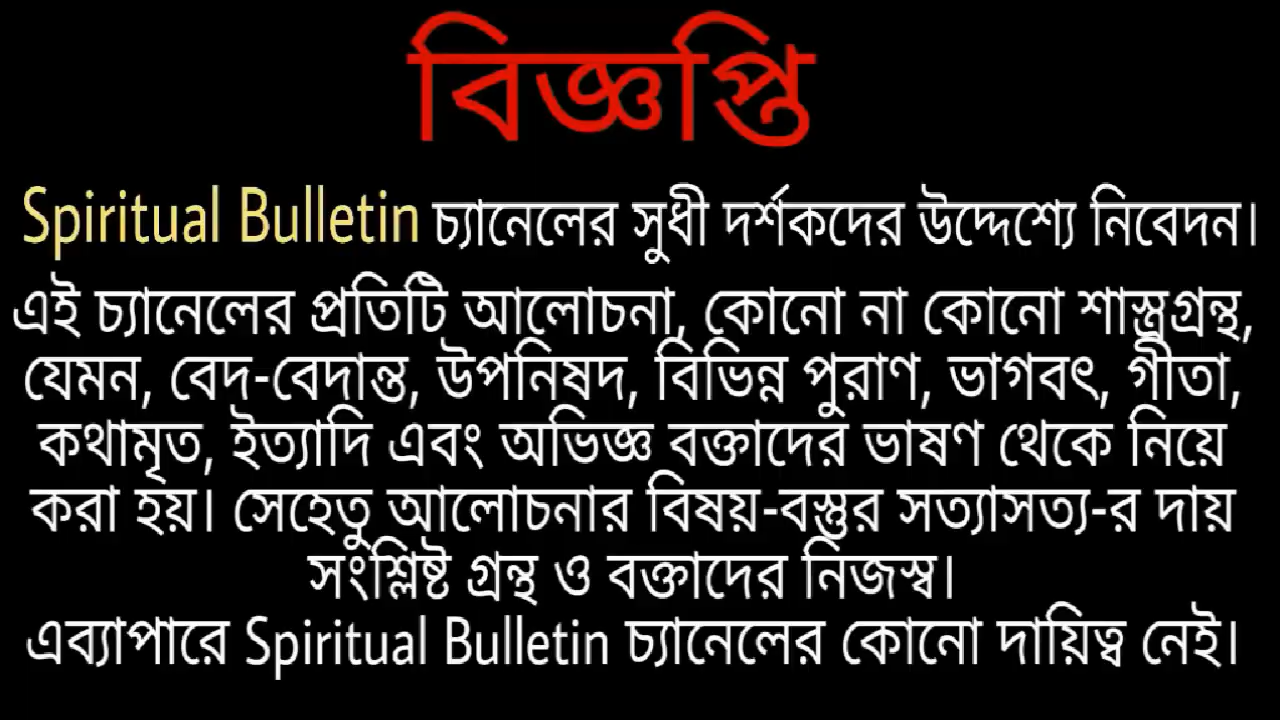 বিজ্ঞপ্তি
Spiritual Bulletin চ্যানেলের সুধী দর্শকদের উদ্দেশ্যে নিবেদন।
এই চ্যানেলের প্রতিটি আলোচনা, কোনো না কোনো শাস্ত্রগ্রন্থ,
যেমন, বেদ-বেদান্ত, উপনিষদ, বিভিন্ন পুরাণ, ভাগবৎ, গীতা,
কথামৃত, ইত্যাদি এবং অভিজ্ঞ বক্তাদের ভাষণ থেকে নিয়ে
করা হয়। সেহেতু আলোচনার বিষয়-বস্তুর সত্যাসত্য-র দায়
সংশ্লিষ্ট গ্রন্থ ও বক্তাদের নিজস্ব।
এব্যাপারে Spiritual Bulletin চ্যানেলের কোনো দায়িত্ব নেই।